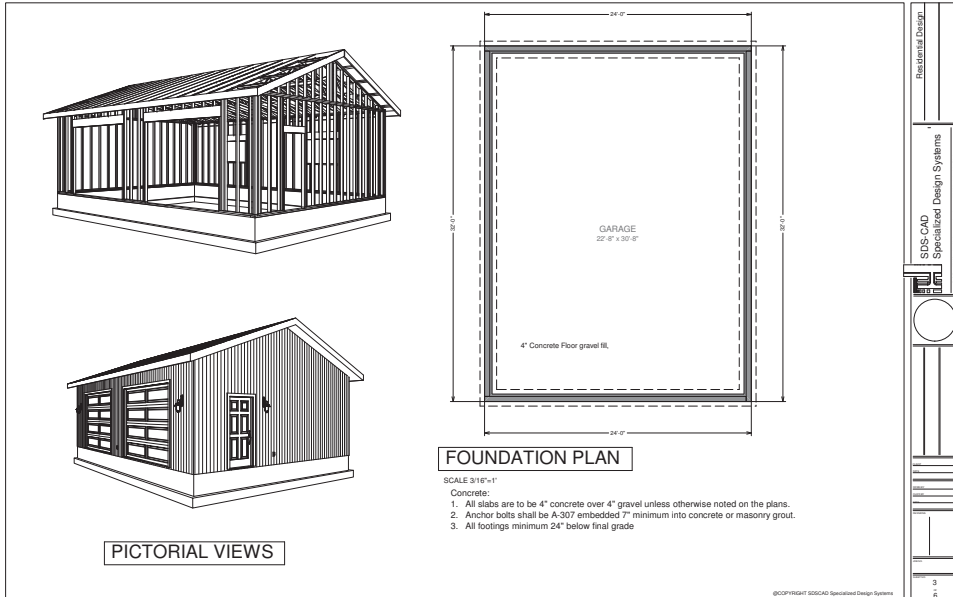 24'-0"
32'-0"
32'-0"
GARAGE
22'-8" x 30'-8"
4" Concrete Floor gravel fill,
24'-0"
FOUNDATION PLAN
SCALE 3/16"=1'
Concrete:
1. All slabs are to be 4" concrete over 4" gravel unless otherwise noted on the plans.
2. Anchor bolts shall be A-307 embedded 7" minimum into concrete or masonry grout.
3. All footings minimum 24" below final grade
PICTORIAL VIEWS
@COPYRIGHT SDSCAD Specialized Design Systems
Residential Design
SDS-CAD
Specialized Design Systems